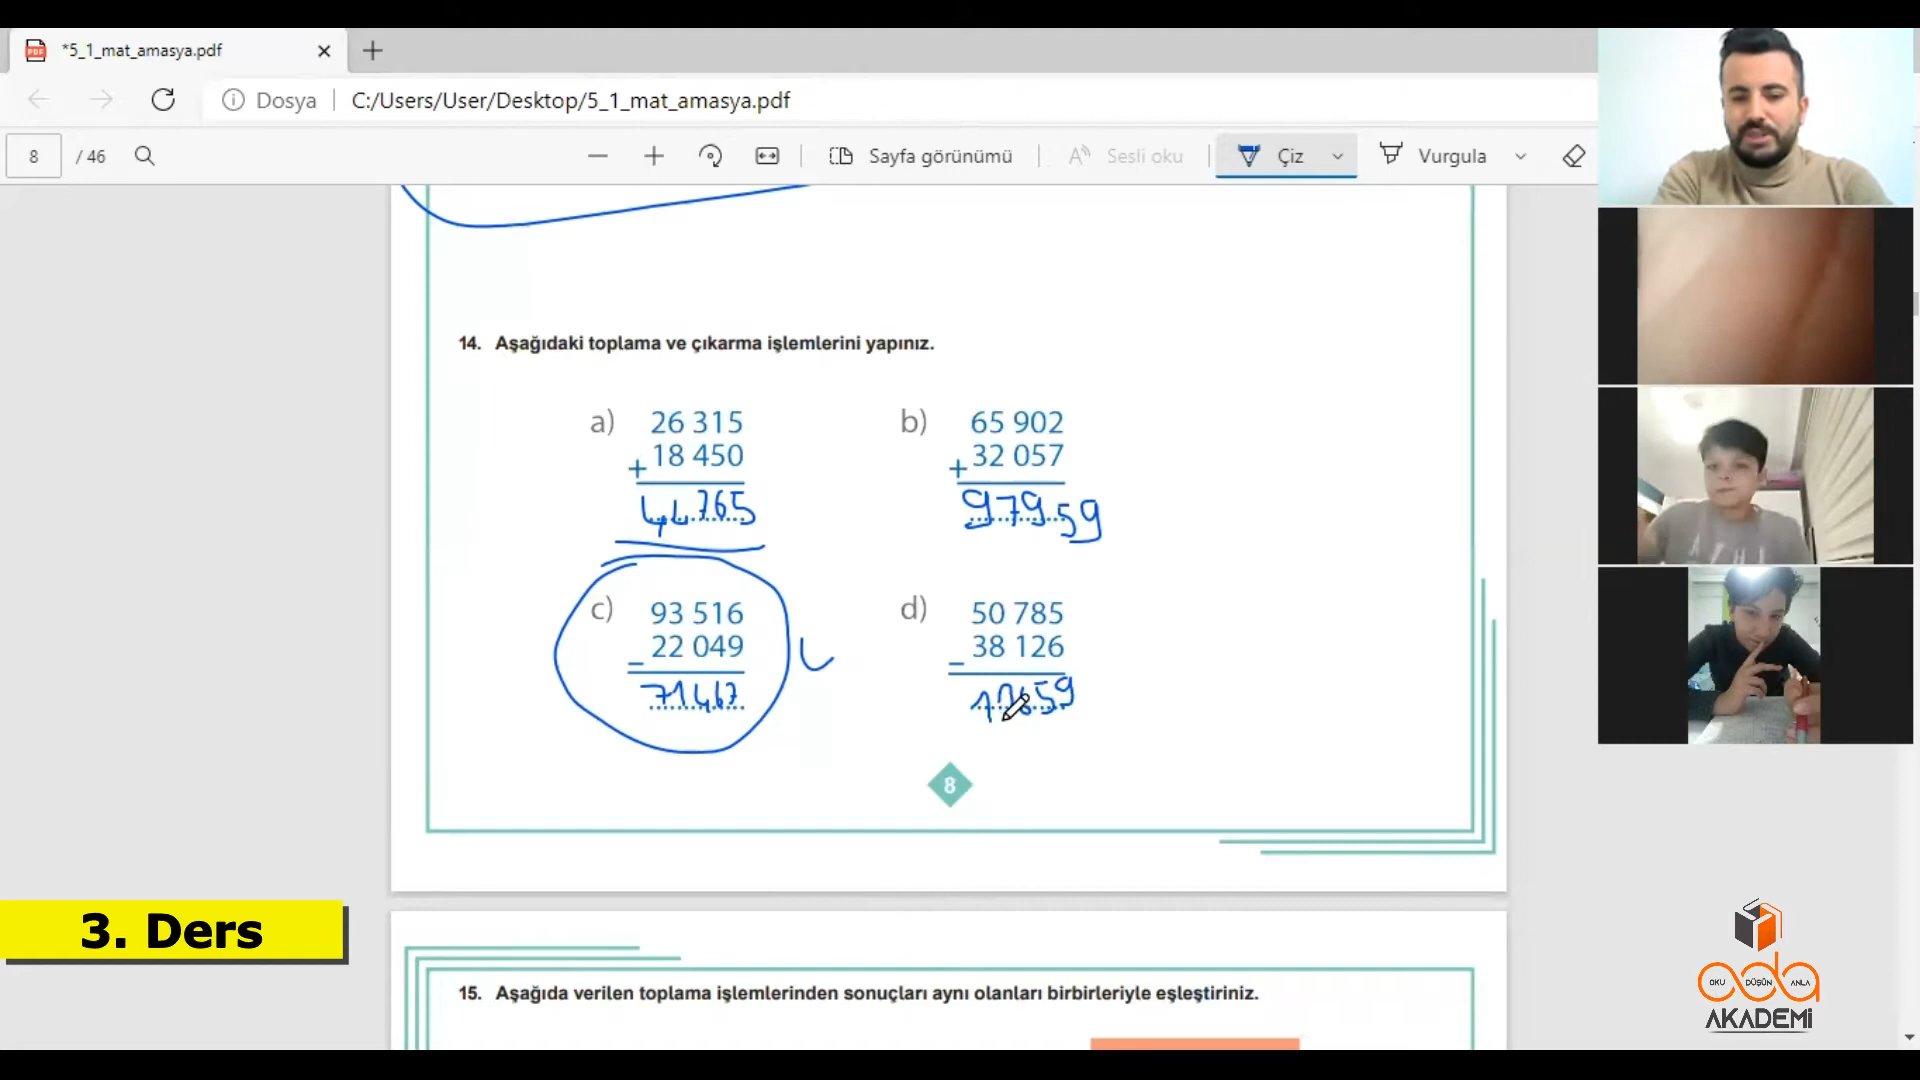 *5_1_mat_amasya.pdf
Dosya C:/Users/User/Desktop/5_1_mat_amasya.pdf
8 / 46 Sayfa görünümü Sesli oku Çiz Vurgula
14. Aşağıdaki toplama ve çıkarma işlemlerini yapınız.
a) 26 315
18 450
+
44765
b) 65 902
32 057
+
97959
c) 93 516
22 049
-
71467
d) 50 785
38 126
-
12659
8
15. Aşağıda verilen toplama işlemlerinden sonuçları aynı olanları birbirleriyle eşleştiriniz.
3. Ders
oda
OKU DÜŞÜN ANLA
AKADEMİ